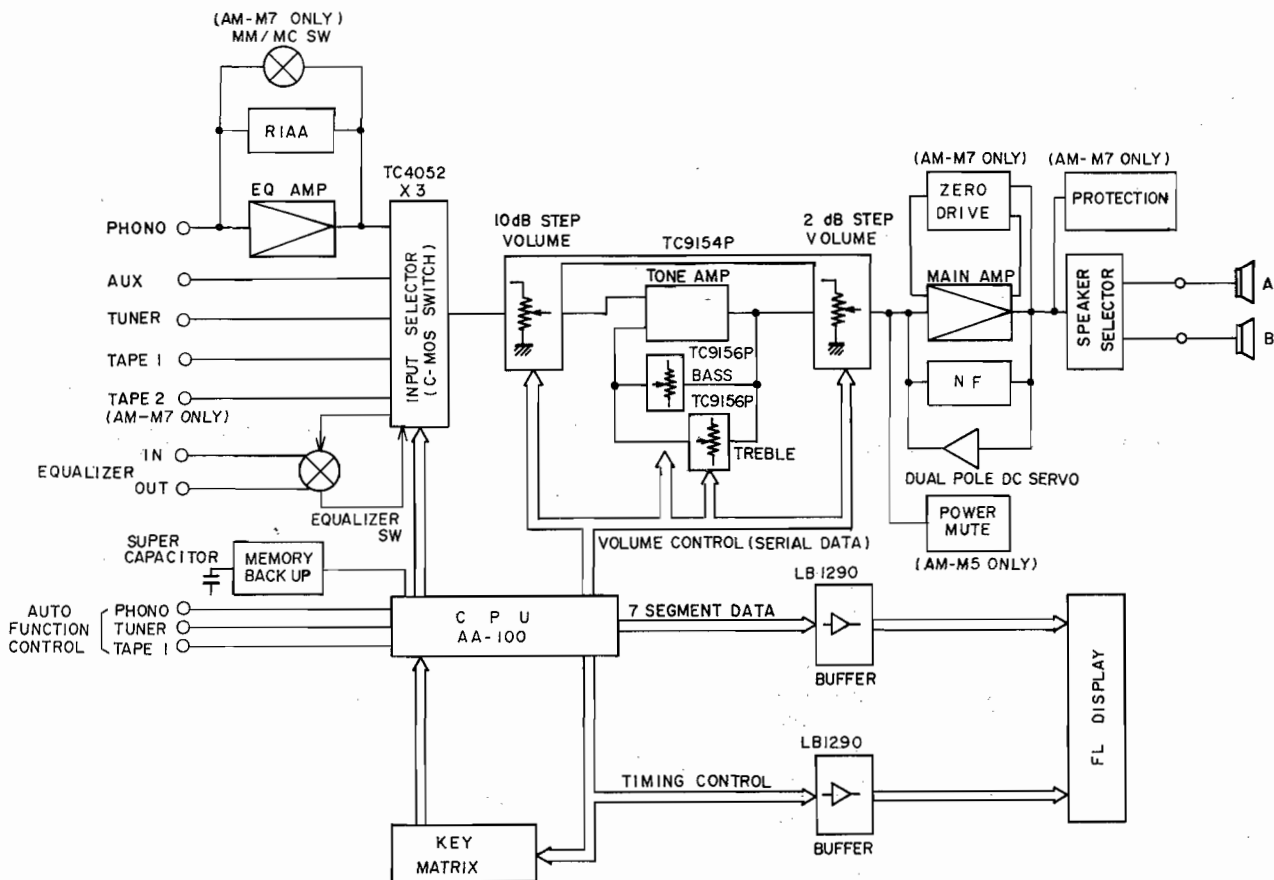 (AM-M7 ONLY)
MM/MC SW
RIAA
EQ AMP
PHONO
AUX
TUNER
TAPE 1
TAPE 2
(AM-M7 ONLY)
IN
EQUALIZER
OUT
EQUALIZER
SW
TC4052
X 3
INPUT SELECTOR
(C-MOS SWITCH)
10dB STEP
VOLUME
TC9154P
2 dB STEP
VOLUME
TONE AMP
TC9156P
BASS
TC9156P
TREBLE
VOLUME CONTROL (SERIAL DATA)
(AM-M7 ONLY)
ZERO
DRIVE
MAIN AMP
NF
DUAL POLE DC SERVO
POWER
MUTE
(AM-M5 ONLY)
(AM-M7 ONLY)
PROTECTION
SPEAKER
SELECTOR
A
B
SUPER
CAPACITOR
MEMORY
BACK UP
AUTO
FUNCTION
CONTROL
PHONO
TUNER
TAPE 1
C P U
AA-100
7 SEGMENT DATA
LB1290
BUFFER
TIMING CONTROL
LB1290
BUFFER
FL DISPLAY
KEY
MATRIX